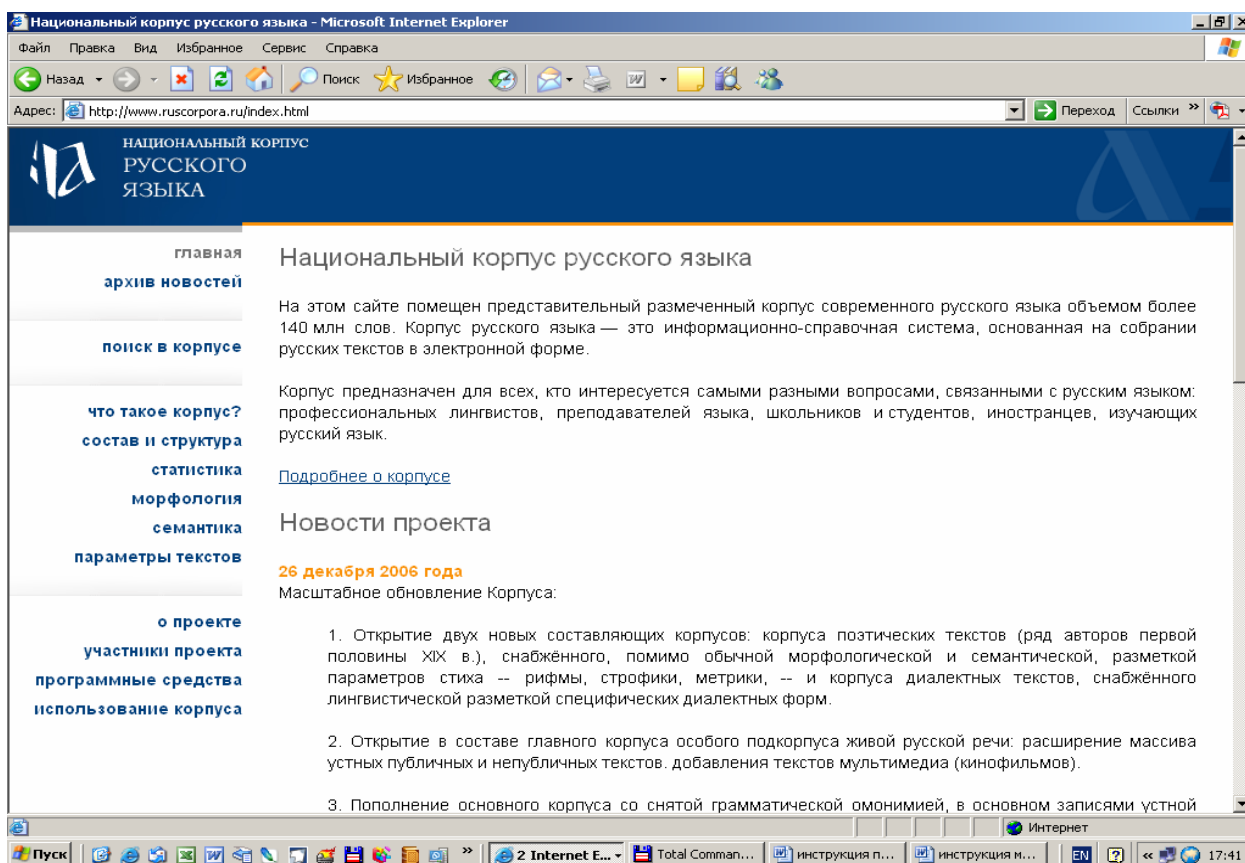 Национальный корпус русского языка - Microsoft Internet Explorer
Файл Правка Вид Избранное Сервис Справка
Назад Поиск Избранное
Адрес: http://www.ruscorpora.ru/index.html Переход Ссылки »
НАЦИОНАЛЬНЫЙ КОРПУС
РУССКОГО
ЯЗЫКА
главная
архив новостей
поиск в корпусе
что такое корпус?
состав и структура
статистика
морфология
семантика
параметры текстов
о проекте
участники проекта
программные средства
использование корпуса
Национальный корпус русского языка
На этом сайте помещен представительный размеченный корпус современного русского языка объемом более
140 млн слов. Корпус русского языка — это информационно-справочная система, основанная на собрании
русских текстов в электронной форме.
Корпус предназначен для всех, кто интересуется самыми разными вопросами, связанными с русским языком:
профессиональных лингвистов, преподавателей языка, школьников и студентов, иностранцев, изучающих
русский язык.
Подробнее о корпусе
Новости проекта
26 декабря 2006 года
Масштабное обновление Корпуса:
1. Открытие двух новых составляющих корпусов: корпуса поэтических текстов (ряд авторов первой
половины XIX в.), снабжённого, помимо обычной морфологической и семантической, разметкой
параметров стиха -- рифмы, строфики, метрики, -- и корпуса диалектных текстов, снабжённого
лингвистической разметкой специфических диалектных форм.
2. Открытие в составе главного корпуса особого подкорпуса живой русской речи: расширение массива
устных публичных и непубличных текстов. добавления текстов мультимедиа (кинофильмов).
3. Пополнение основного корпуса со снятой грамматической омонимией, в основном записями устной
Интернет
Пуск » 2 Internet E... Total Comman... инструкция п... инструкция м... EN « 17:41